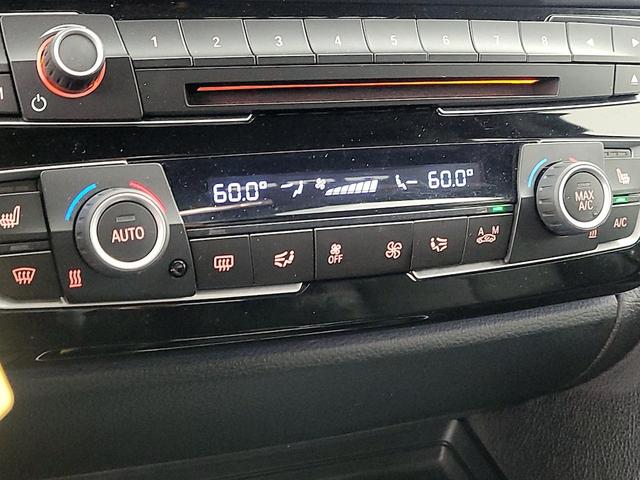 1 2 3 4 5 6 7 8
60.0° 60.0°
AUTO
MAX A/C
OFF
A M
A/C